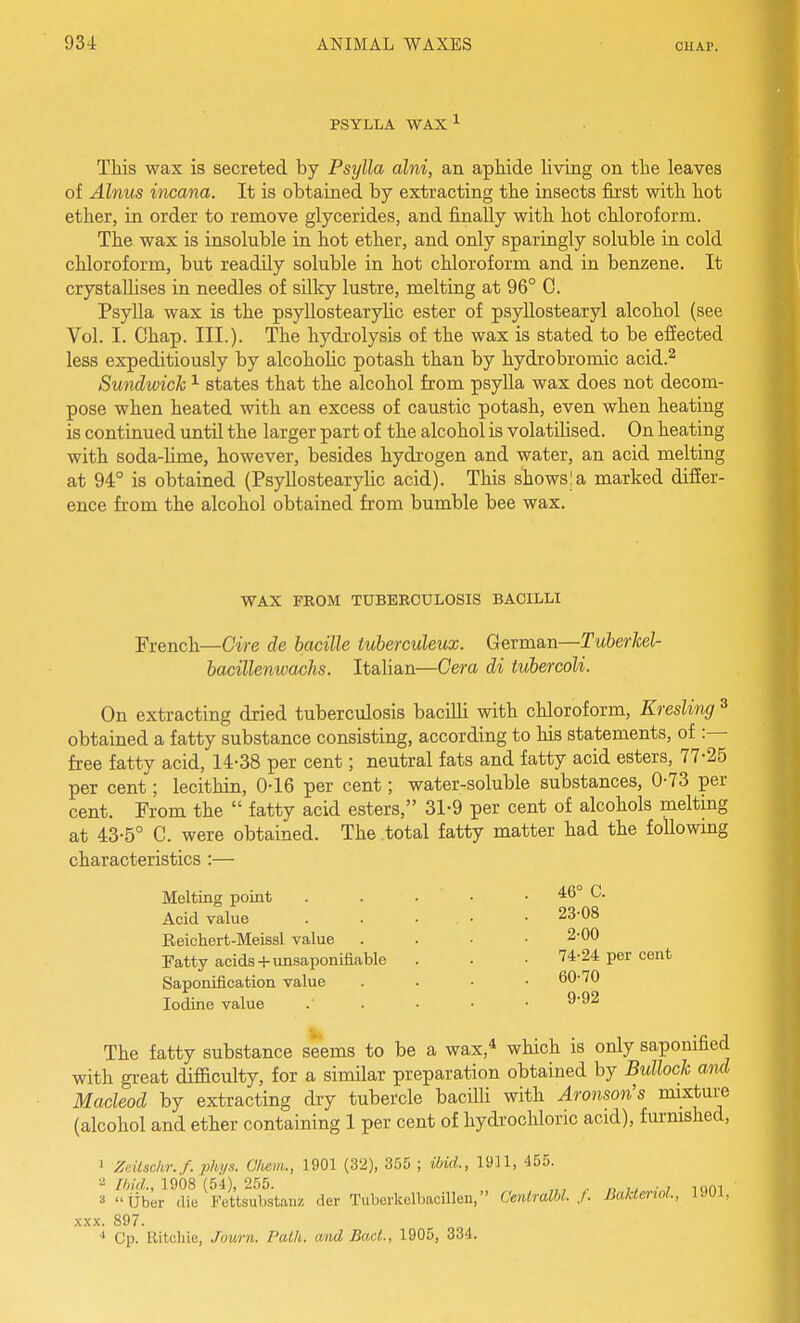 934 ANIMAL WAXES CHAP.
PSYLLA WAX 1
This wax is secreted by Psylla alni, an aphide living on the leaves
of Alnus incana. It is obtained by extracting the insects first with hot
ether, in order to remove glycerides, and finally with hot chloroform.
The wax is insoluble in hot ether, and only sparingly soluble in cold
chloroform, but readily soluble in hot chloroform and in benzene. It
crystallises in needles of silky lustre, melting at 96° C.
Psylla wax is the psyllostearylic ester of psyllostearyl alcohol (see
Vol. I. Chap. III.). The hydrolysis of the wax is stated to be effected
less expeditiously by alcoholic potash than by hydrobromic acid.2
Sundwick 1 states that the alcohol from psylla wax does not decom-
pose when heated with an excess of caustic potash, even when heating
is continued until the larger part of the alcohol is volatilised. On heating
with soda-lime, however, besides hydrogen and water, an acid melting
at 94° is obtained (Psyllostearylic acid). This shows a marked differ-
ence from the alcohol obtained from bumble bee wax.
WAX FROM TUBERCULOSIS BACILLI
French—Cire de bacille tuberculeux. German—Tuberkel-
bacillenwachs. Italian—Cera di tubercoli.
On extracting dried tuberculosis bacilli with chloroform, Kresling 3
obtained a fatty substance consisting, according to his statements, of :—
free fatty acid, 14·38 per cent ; neutral fats and fatty acid esters, 77·25
per cent ; lecithin, 0·16 per cent ; water-soluble substances, 0·73 per
cent. From the “ fatty acid esters,” 31·9 per cent of alcohols melting
at 43·5° C. were obtained. The total fatty matter had the following
characteristics :—
Melting point . . . . . 46° C.
Acid value . . . . . 23·08
Reichert-Meissl value . . . . 2·00
Fatty acids + unsaponifiable . . . 74·24 per cent
Saponification value . . . . 60·70
Iodine value . . . . . 9·92
The fatty substance seems to be a wax,4 which is only saponified
with great difficulty, for a similar preparation obtained by Bullock and
Macleod by extracting dry tubercle bacilli with Aronson's mixture
(alcohol and ether containing 1 per cent of hydrochloric acid), furnished,
1 Zeitschr. f. phys. Chem., 1901 (32), 355 ; ibid., 1911, 455.
2 Ibid., 1908 (54), 255.
3 “ Über die Fettsubstanz der Tuberkelbacillen,” Centralbl. f. Bakteriol., 1901,
xxx. 897.
4 Cp. Ritchie, Journ. Path. and Bact., 1905, 334.